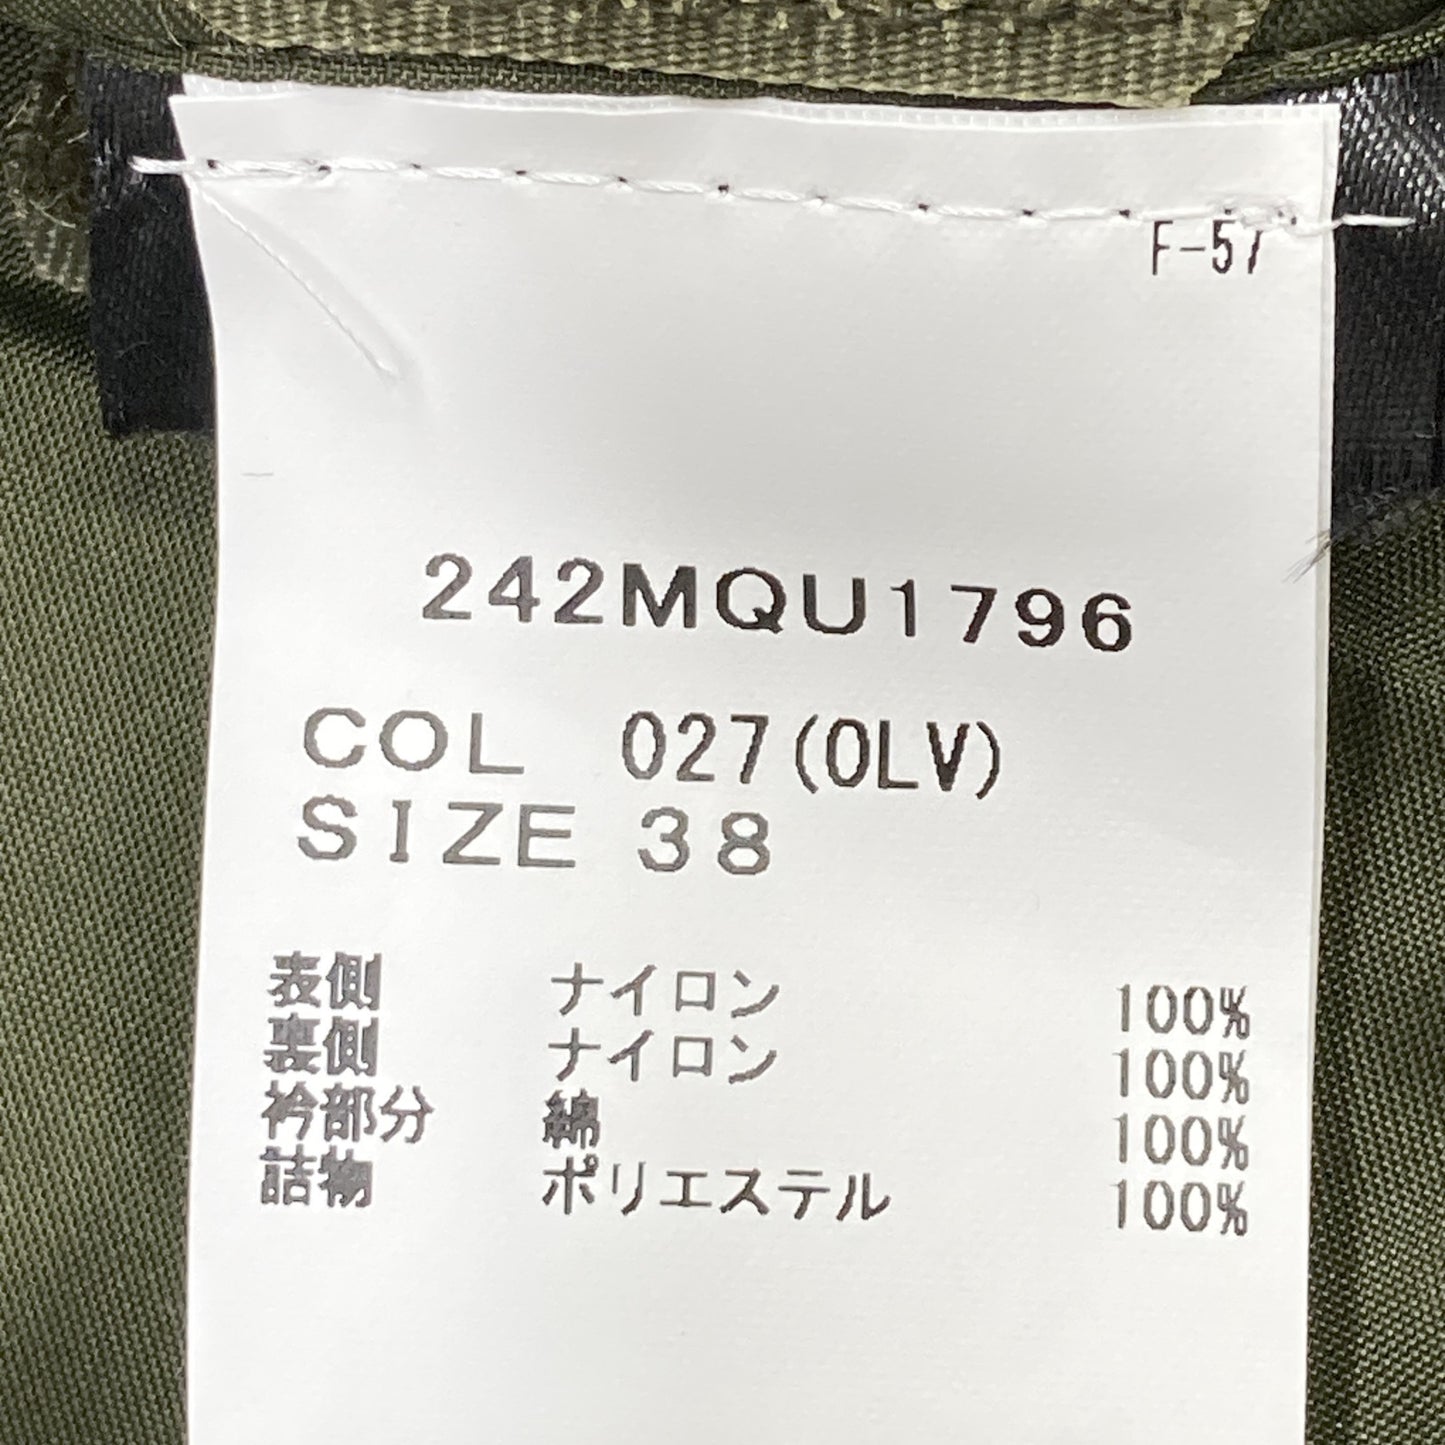 F-57
242MQU1796
COL 027(OLV)
SIZE 38
表側 ナイロン 100%
裏側 ナイロン 100%
衿部分 綿 100%
詰物 ポリエステル 100%